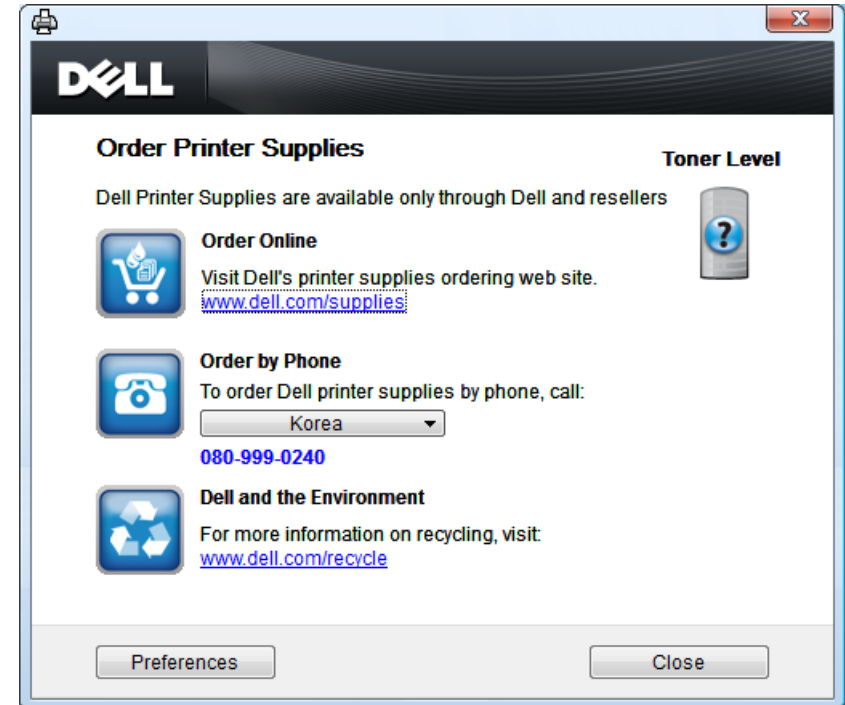 DELL
Order Printer Supplies
Toner Level
Dell Printer Supplies are available only through Dell and resellers
?
Order Online
Visit Dell's printer supplies ordering web site.
www.dell.com/supplies
Order by Phone
To order Dell printer supplies by phone, call:
Korea
080-999-0240
Dell and the Environment
For more information on recycling, visit:
www.dell.com/recycle
Preferences
Close